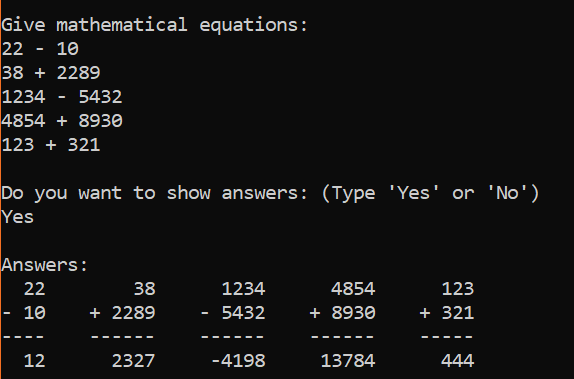 Give mathematical equations:
22 - 10
38 + 2289
1234 - 5432
4854 + 8930
123 + 321

Do you want to show answers: (Type 'Yes' or 'No')
Yes

Answers:
  22        38      1234      4854      123
- 10    + 2289    - 5432    + 8930    + 321
----    ------    ------    ------    -----
  12      2327     -4198     13784      444